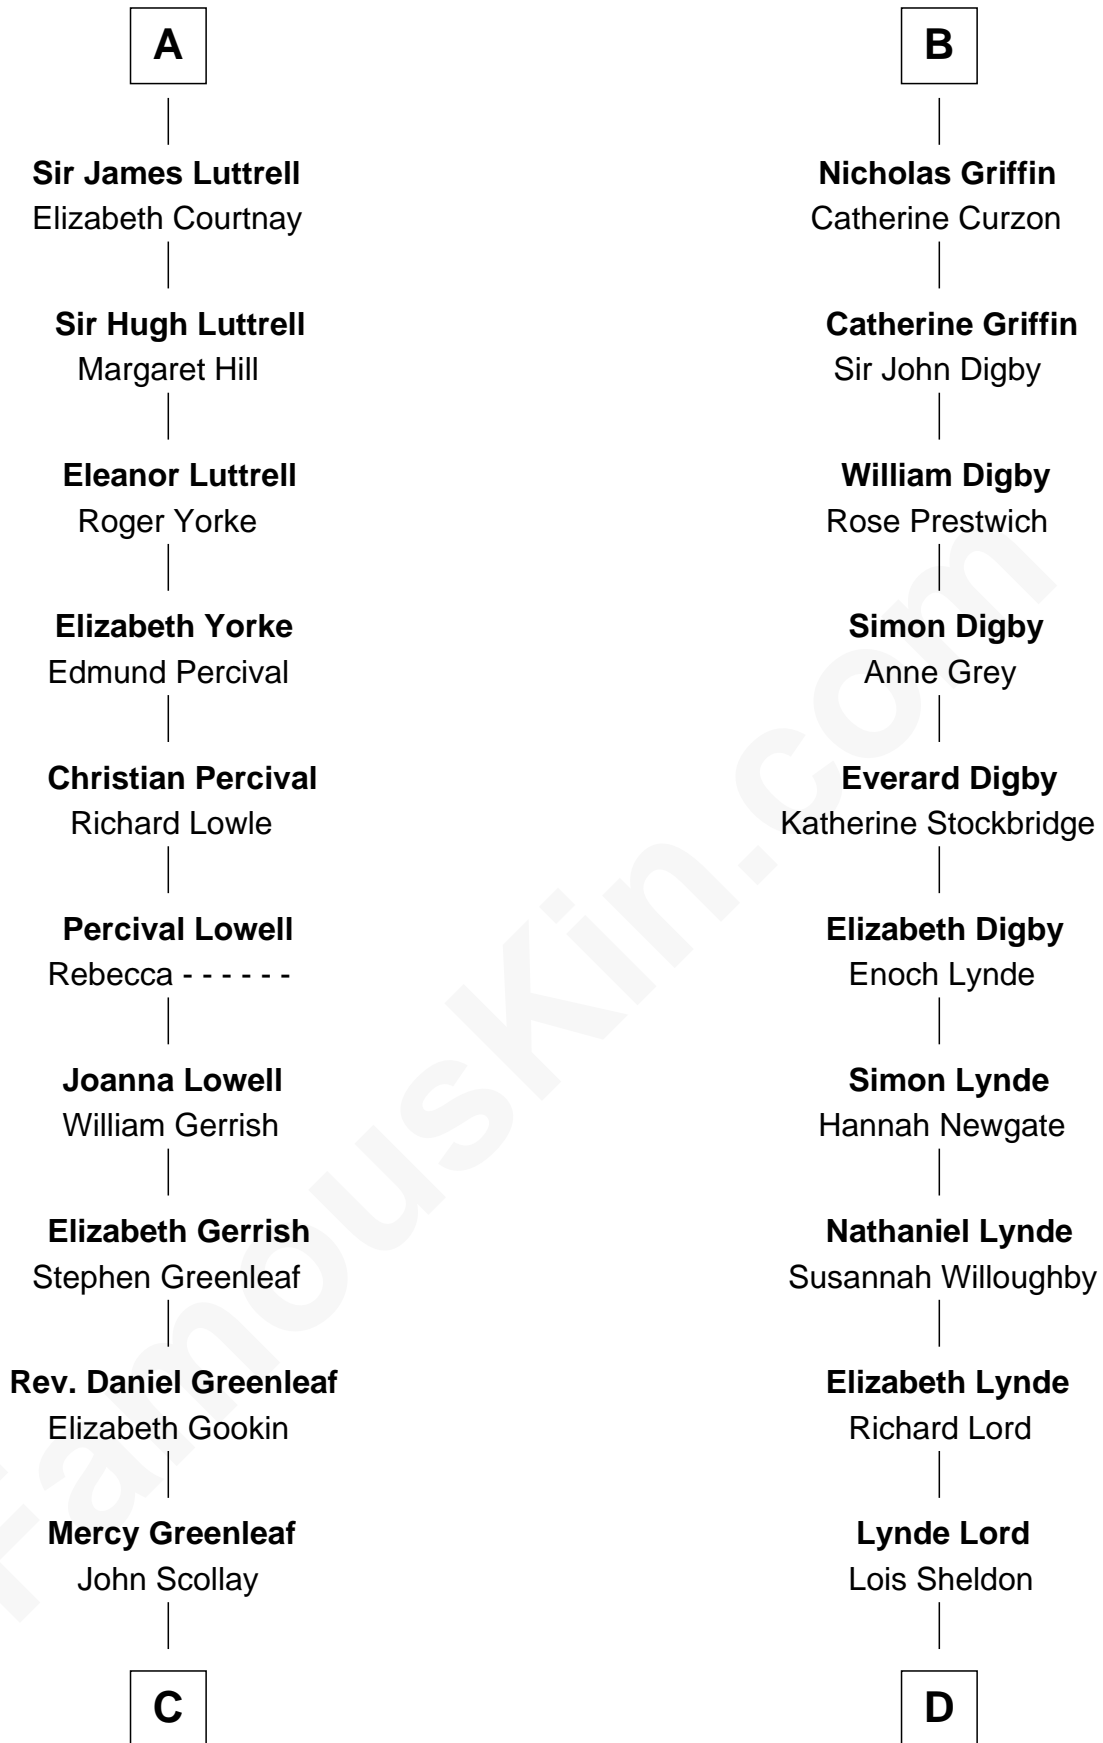 A
Sir James Luttrell
Elizabeth Courtnay
Sir Hugh Luttrell
Margaret Hill
Eleanor Luttrell
Roger Yorke
Elizabeth Yorke
Edmund Percival
Christian Percival
Richard Lowle
Percival Lowell
Rebecca - - - - - -
Joanna Lowell
William Gerrish
Elizabeth Gerrish
Stephen Greenleaf
Rev. Daniel Greenleaf
Elizabeth Gookin
Mercy Greenleaf
John Scollay
C
B
Nicholas Griffin
Catherine Curzon
Catherine Griffin
Sir John Digby
William Digby
Rose Prestwich
Simon Digby
Anne Grey
Everard Digby
Katherine Stockbridge
Elizabeth Digby
Enoch Lynde
Simon Lynde
Hannah Newgate
Nathaniel Lynde
Susannah Willoughby
Elizabeth Lynde
Richard Lord
Lynde Lord
Lois Sheldon
D
FamousKin.com